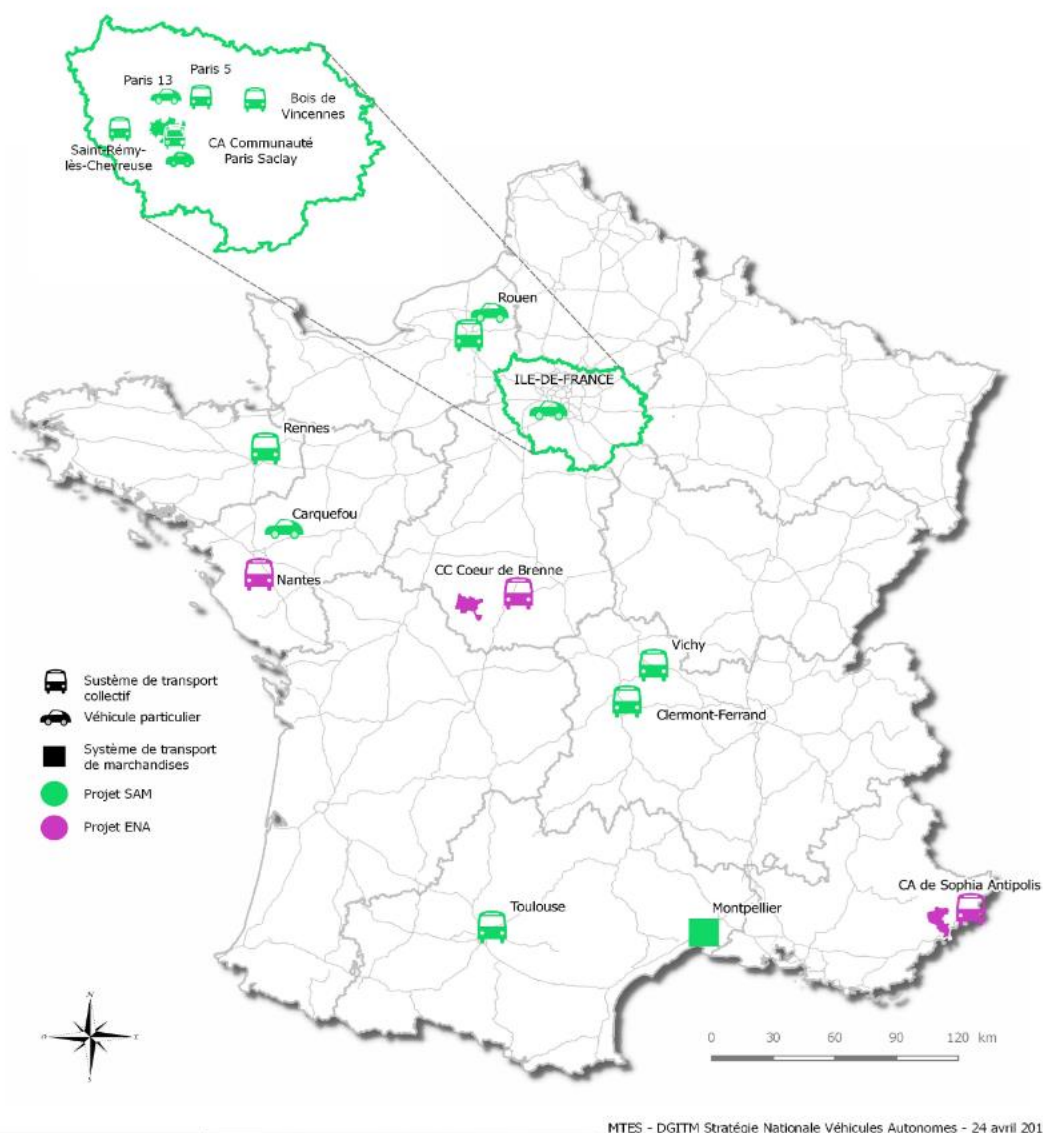 Paris 13
Paris 5
Bois de
Vincennes
Saint-Rémy-
lès-Chevreuse
CA Communauté
Paris Saclay
Rouen
ILE-DE-FRANCE
Rennes
Carquefou
Nantes
CC Coeur de Brenne
Vichy
Clermont-Ferrand
Sustème de transport
collectif
Véhicule particulier
Système de transport
de marchandises
Projet SAM
Projet ENA
CA de Sophia Antipolis
Toulouse
Montpellier
N
O
E
S
0 30 60 90 120 km
MTES - DGITM Stratégie Nationale Véhicules Autonomes - 24 avril 201